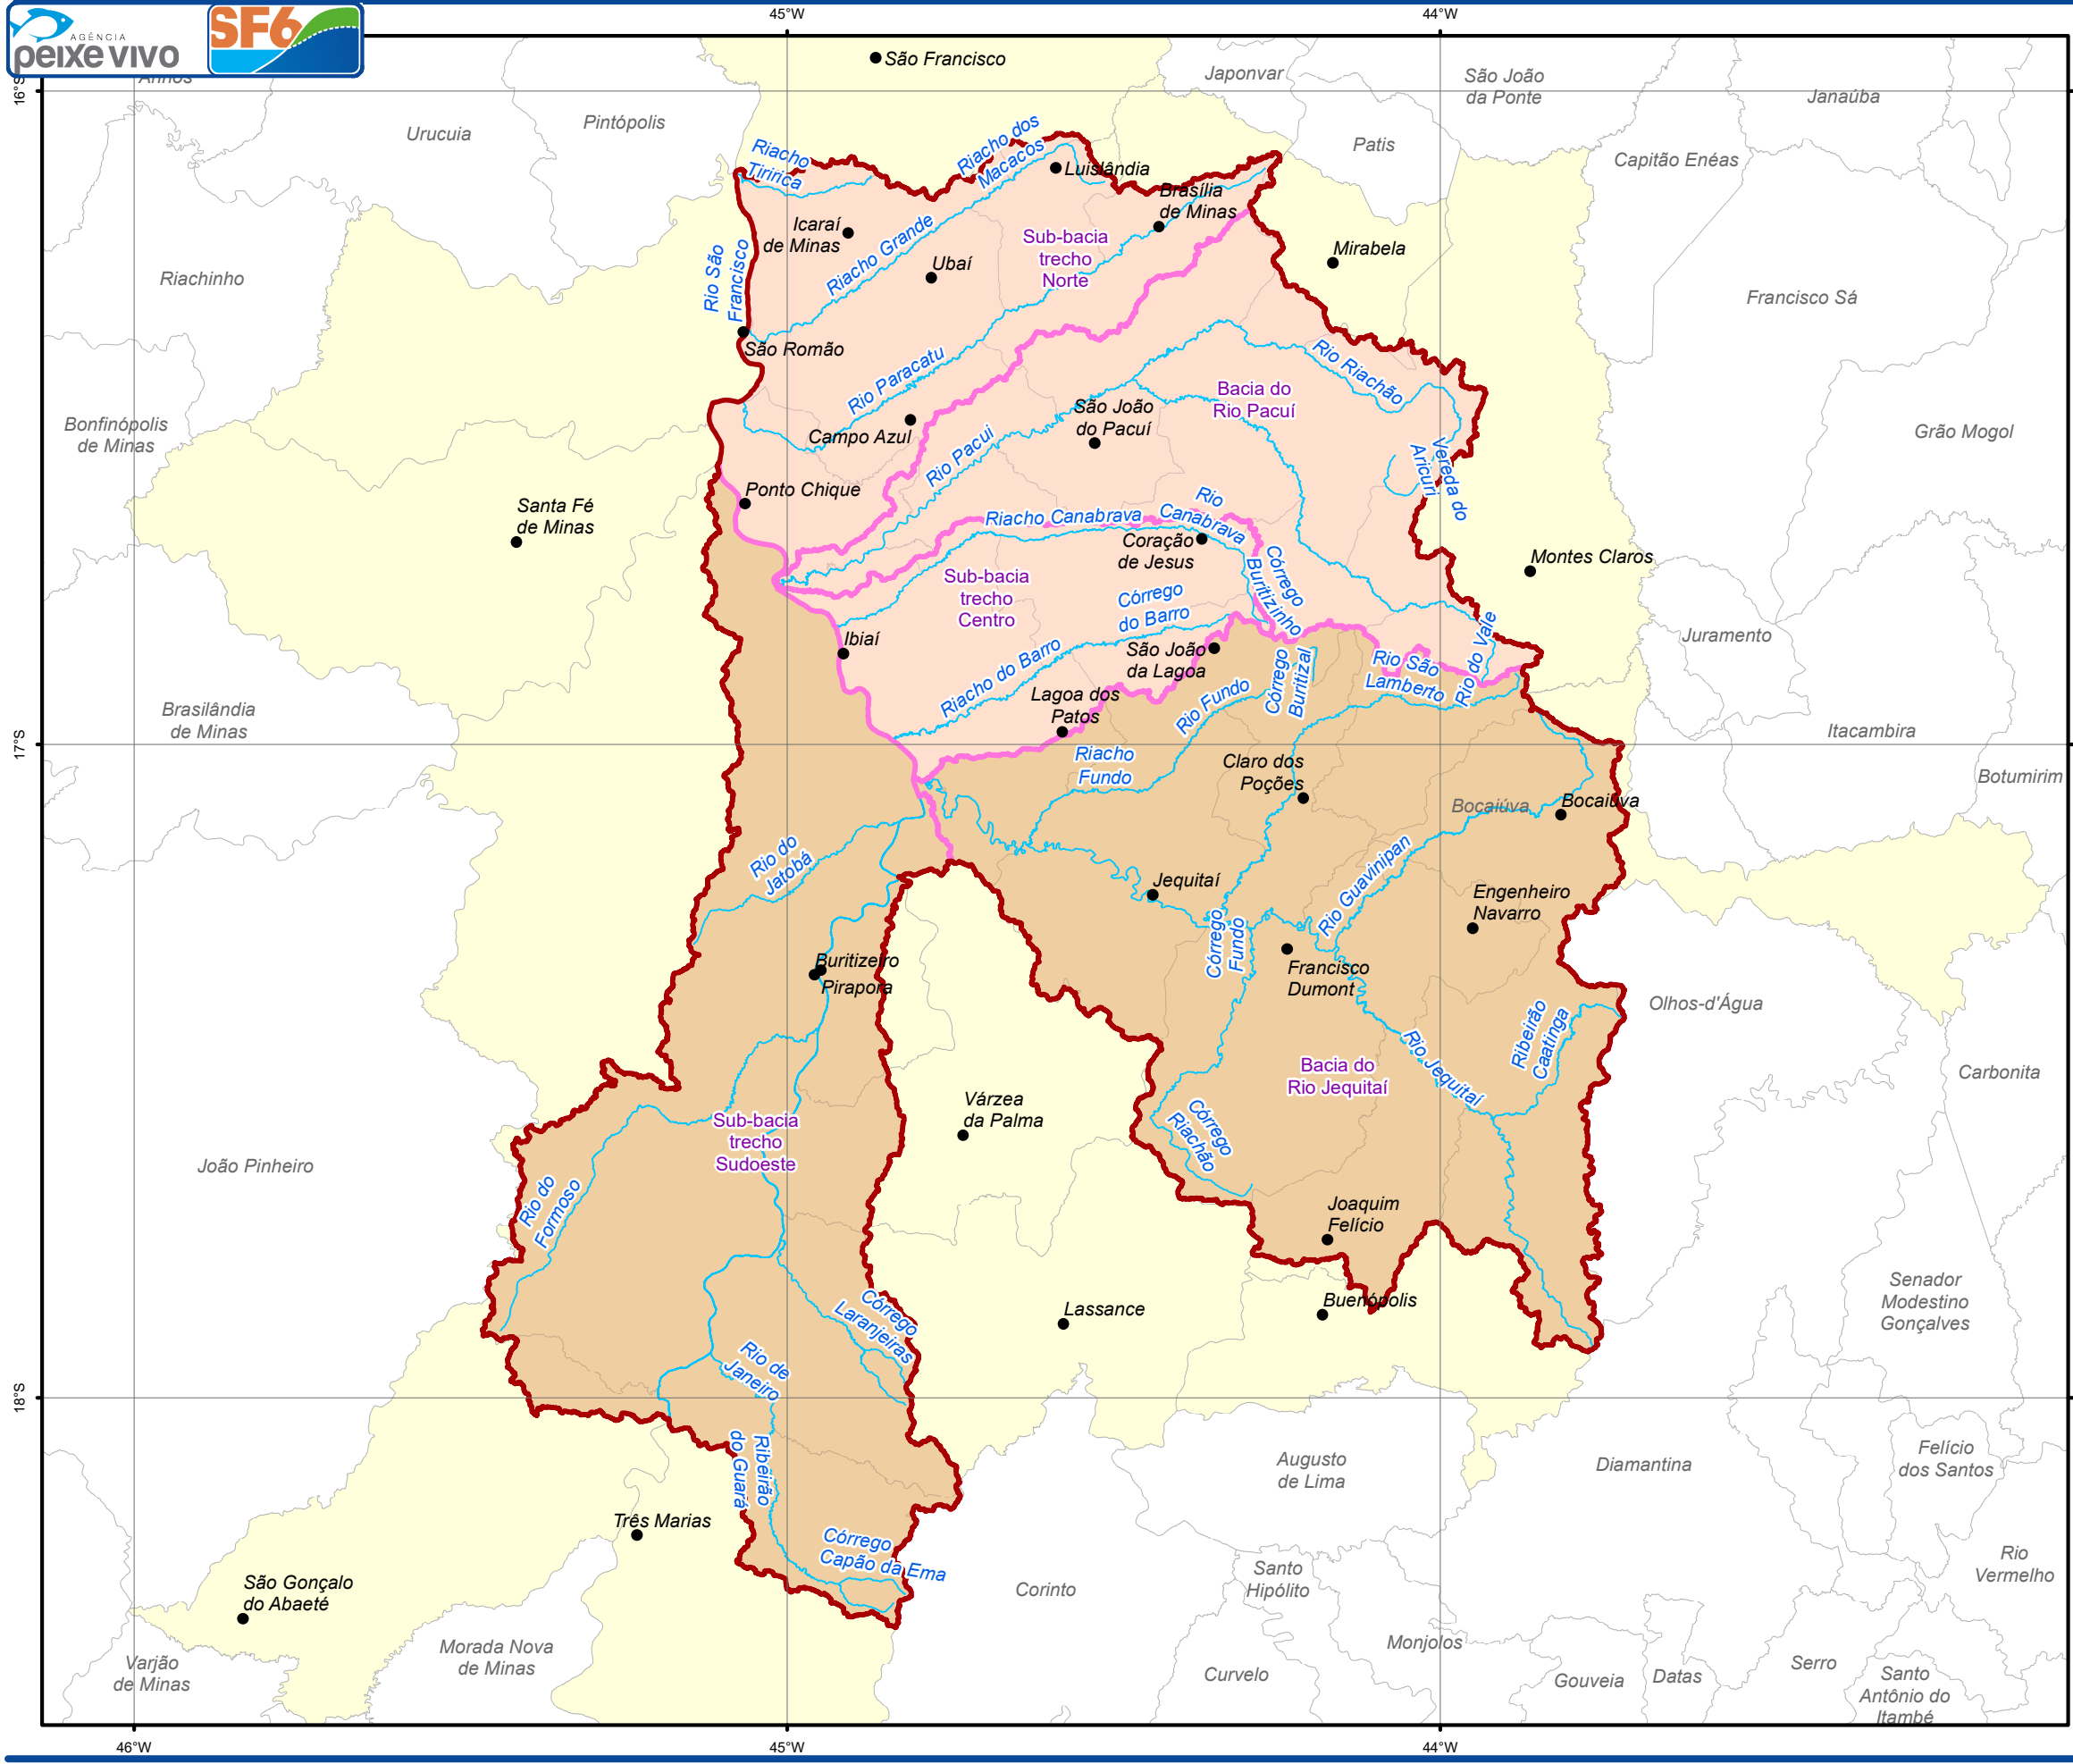 AGÊNCIA
peixe vivo
SF6
45°W
44°W
16°S
17°S
18°S
São Francisco
Japonvar
São João
da Ponte
Janaúba
Arinos
Urucuia
Pintópolis
Patis
Capitão Enéas
Riacho
Tiririca
Riacho dos
Macacos
Luislândia
Brasília
de Minas
Icaraí
de Minas
Riacho Grande
Ubaí
Sub-bacia
trecho
Norte
Mirabela
Riachinho
Rio São
Francisco
Francisco Sá
São Romão
Rio Paracatu
Rio Riachão
Bacia do
Rio Pacuí
São João
do Pacuí
Campo Azul
Bonfinópolis
de Minas
Grão Mogol
Rio Pacui
Vereda do
Aricuri
Ponto Chique
Santa Fé
de Minas
Riacho Canabrava
Rio
Canabrava
Coração
de Jesus
Montes Claros
Sub-bacia
trecho
Centro
Córrego
Buritizinho
Córrego
do Barro
Ibiaí
Juramento
São João
da Lagoa
Riacho do Barro
Rio São
Lamberto
Rio do Vale
Córrego
Buritizal
Rio Fundo
Lagoa dos
Patos
Brasilândia
de Minas
Itacambira
Riacho
Fundo
Claro dos
Poções
Botumirim
Bocaiúva
Bocaiúva
Rio do
Jatobá
Rio Guavinipan
Jequitaí
Engenheiro
Navarro
Córrego
Fundo
Buritizeiro
Pirapora
Francisco
Dumont
Olhos-d'Água
Ribeirão
Caatinga
Rio Jequitaí
Bacia do
Rio Jequitaí
Carbonita
Várzea
da Palma
Sub-bacia
trecho
Sudoeste
Córrego
Riachão
João Pinheiro
Rio do
Formoso
Joaquim
Felício
Lassance
Buenópolis
Senador
Modestino
Gonçalves
Córrego
Laranjeiras
Rio de
Janeiro
Ribeirão
do Guará
Augusto
de Lima
Diamantina
Felício
dos Santos
Três Marias
Córrego
Capão da Ema
São Gonçalo
do Abaeté
Corinto
Santo
Hipólito
Rio
Vermelho
Morada Nova
de Minas
Monjolos
Varjão
de Minas
Curvelo
Gouveia
Datas
Serro
Santo
Antônio do
Itambé
46°W
45°W
44°W